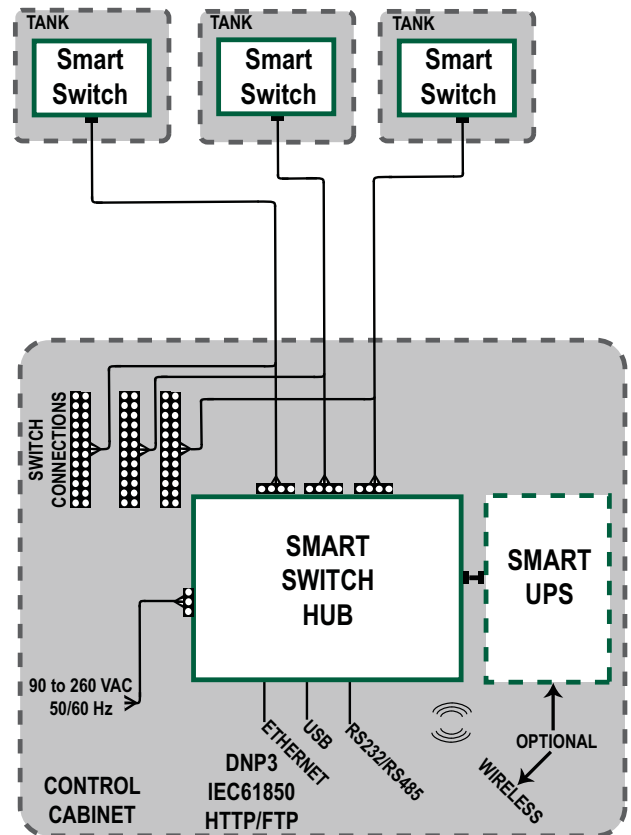 TANK
Smart
Switch
TANK
Smart
Switch
TANK
Smart
Switch
SWITCH
CONNECTIONS
SMART
SWITCH
HUB
SMART
UPS
90 to 260 VAC
50/60 Hz
ETHERNET
USB
RS232/RS485
OPTIONAL
WIRELESS
DNP3
IEC61850
HTTP/FTP
CONTROL
CABINET